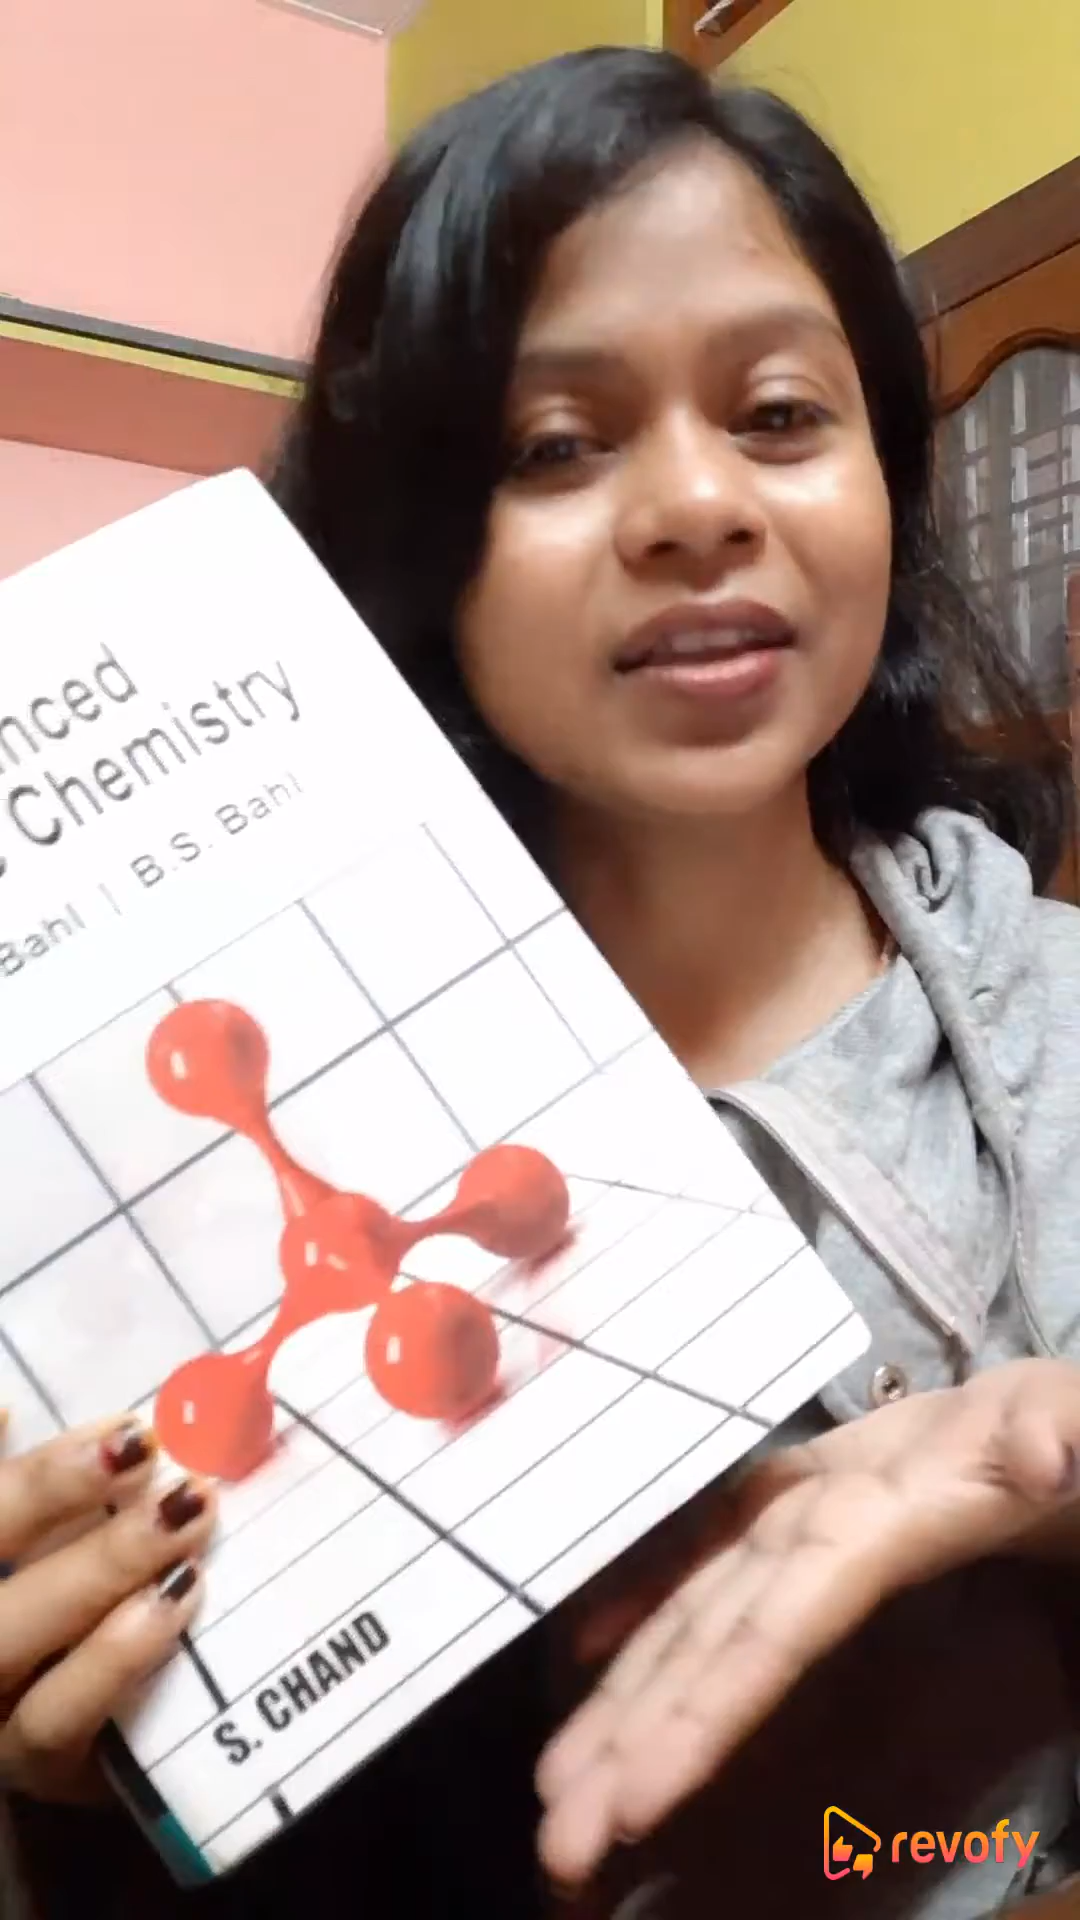 nced
Chemistry
Bahl | B.S. Bahl
S. CHAND
revofy